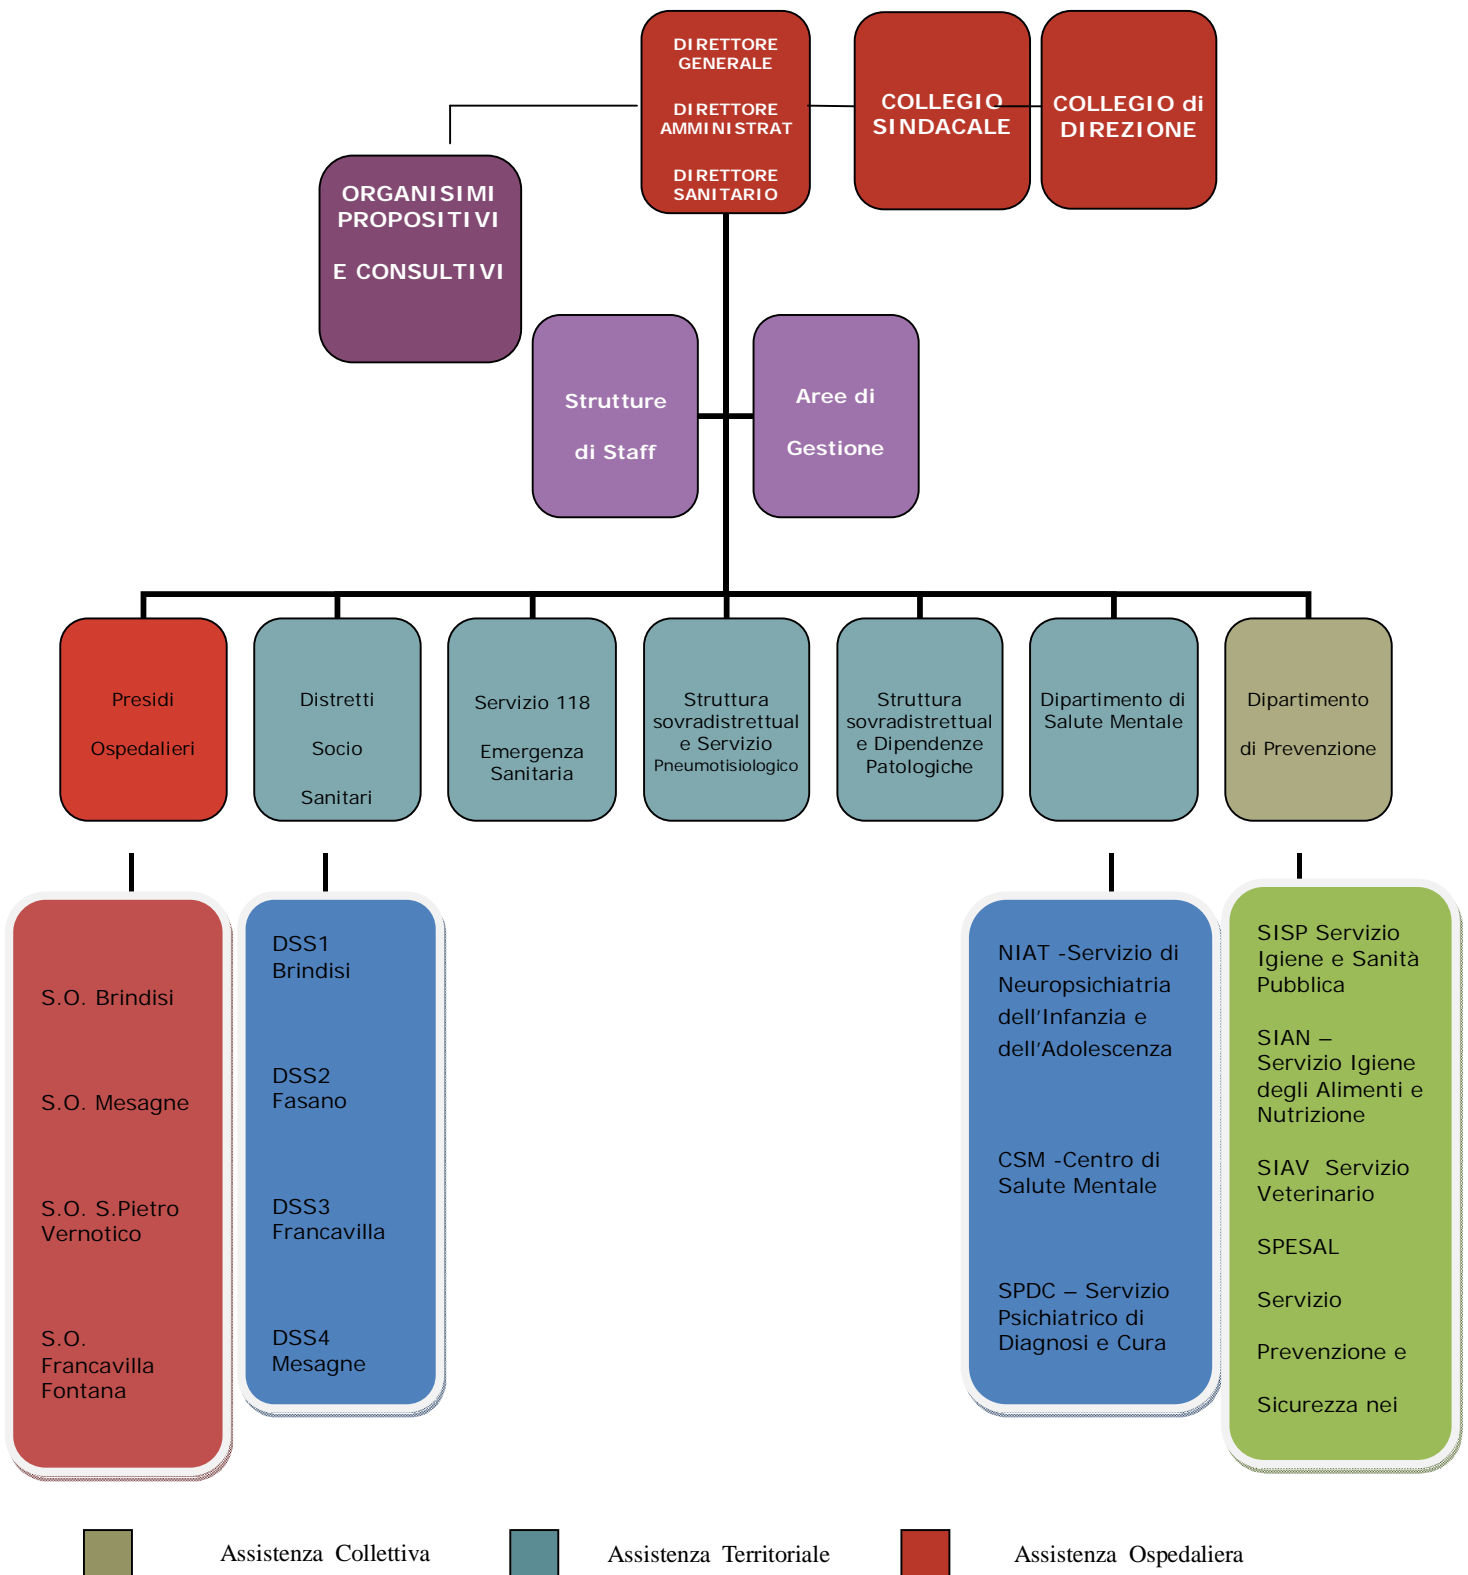 DIRETTORE
GENERALE
DIRETTORE
AMMINISTRAT
DIRETTORE
SANITARIO
COLLEGIO
SINDACALE
COLLEGIO di
DIREZIONE
ORGANISIMI
PROPOSITIVI
E CONSULTIVI
Strutture
di Staff
Aree di
Gestione
Presidi
Ospedalieri
Distretti
Socio
Sanitari
Servizio 118
Emergenza
Sanitaria
Struttura
sovradistrettual
e Servizio
Pneumotisiologico
Struttura
sovradistrettual
e Dipendenze
Patologiche
Dipartimento di
Salute Mentale
Dipartimento
di Prevenzione
S.O. Brindisi
S.O. Mesagne
S.O. S.Pietro
Vernotico
S.O.
Francavilla
Fontana
DSS1
Brindisi
DSS2
Fasano
DSS3
Francavilla
DSS4
Mesagne
NIAT -Servizio di
Neuropsichiatria
dell'Infanzia e
dell'Adolescenza
CSM -Centro di
Salute Mentale
SPDC – Servizio
Psichiatrico di
Diagnosi e Cura
SISP Servizio
Igiene e Sanità
Pubblica
SIAN –
Servizio Igiene
degli Alimenti e
Nutrizione
SIAV Servizio
Veterinario
SPESAL
Servizio
Prevenzione e
Sicurezza nei
Assistenza Collettiva
Assistenza Territoriale
Assistenza Ospedaliera